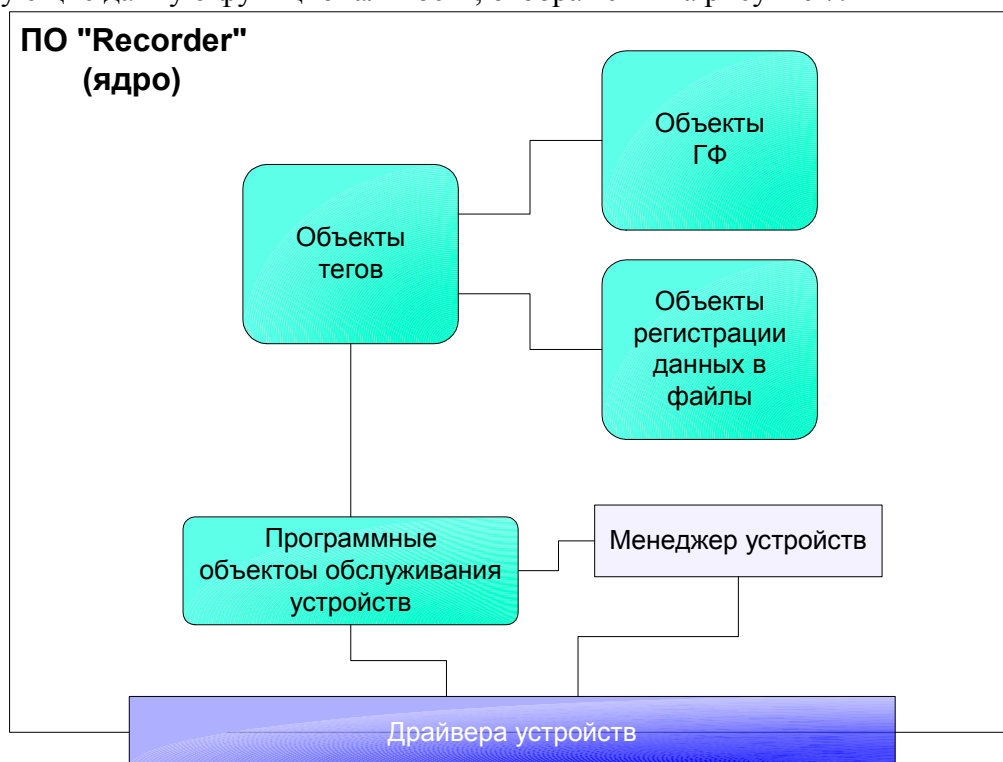 ПО "Recorder"
(ядро)
Объекты
ГФ
Объекты
тегов
Объекты
регистрации
данных в
файлы
Программные
объектоы обслуживания
устройств
Менеджер устройств
Драйвера устройств